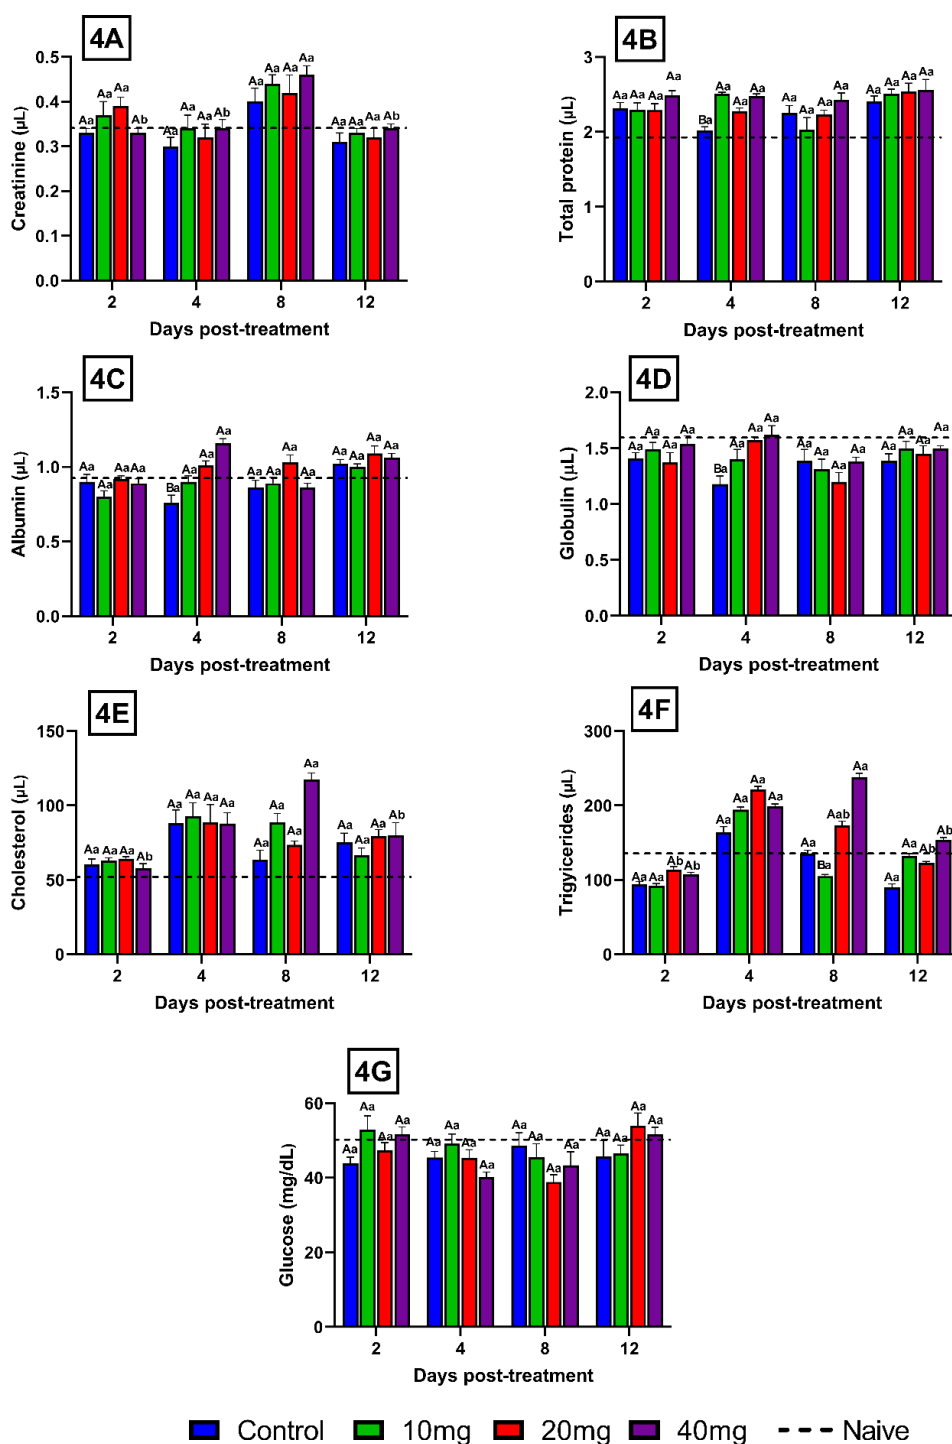 4A
Creatinine (µL)
0.5
0.4
0.3
0.2
0.1
0.0
Aa Aa Aa Ab Aa Aa Aa Ab Aa Aa Aa Aa Aa Aa Aa Ab
2 4 8 12
Days post-treatment
4B
Total protein (µL)
3
2
1
0
Aa Aa Aa Aa Ba Aa Aa Aa Aa Aa Aa Aa Aa Aa Aa Aa
2 4 8 12
Days post-treatment
4C
Albumin (µL)
1.5
1.0
0.5
0.0
Aa Aa Aa Aa Ba Aa Aa Aa Aa Aa Aa Aa Aa Aa Aa Aa
2 4 8 12
Days post-treatment
4D
Globulin (µL)
2.0
1.5
1.0
0.5
0.0
Aa Aa Aa Aa Ba Aa Aa Aa Aa Aa Aa Aa Aa Aa Aa Aa
2 4 8 12
Days post-treatment
4E
Cholesterol (µL)
150
100
50
0
Aa Aa Aa Ab Aa Aa Aa Aa Aa Aa Aa Aa Aa Aa Aa Ab
2 4 8 12
Days post-treatment
4F
Trigyicerides (µL)
300
200
100
0
Aa Aa Ab Ab Aa Aa Aa Aa Aa Ba Aab Aa Aa Aa Ab Ab
2 4 8 12
Days post-treatment
4G
Glucose (mg/dL)
60
40
20
0
Aa Aa Aa Aa Aa Aa Aa Aa Aa Aa Aa Aa Aa Aa Aa Aa
2 4 8 12
Days post-treatment
Control 10mg 20mg 40mg Naive